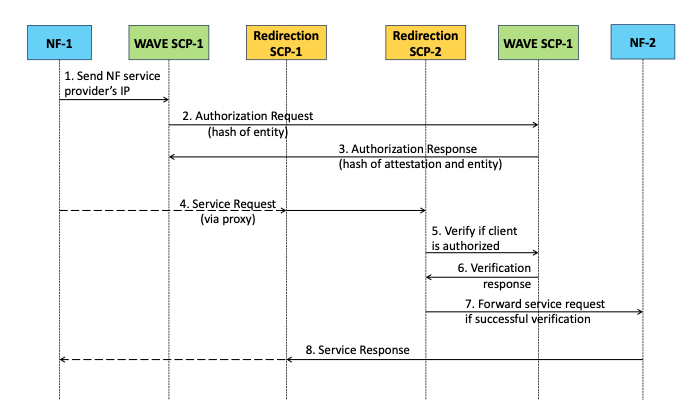 NF-1
WAVE SCP-1
Redirection
SCP-1
Redirection
SCP-2
WAVE SCP-1
NF-2
1. Send NF service
provider's IP
2. Authorization Request
(hash of entity)
3. Authorization Response
(hash of attestation and entity)
4. Service Request
(via proxy)
5. Verify if client
is authorized
6. Verification
response
7. Forward service request
if successful verification
8. Service Response